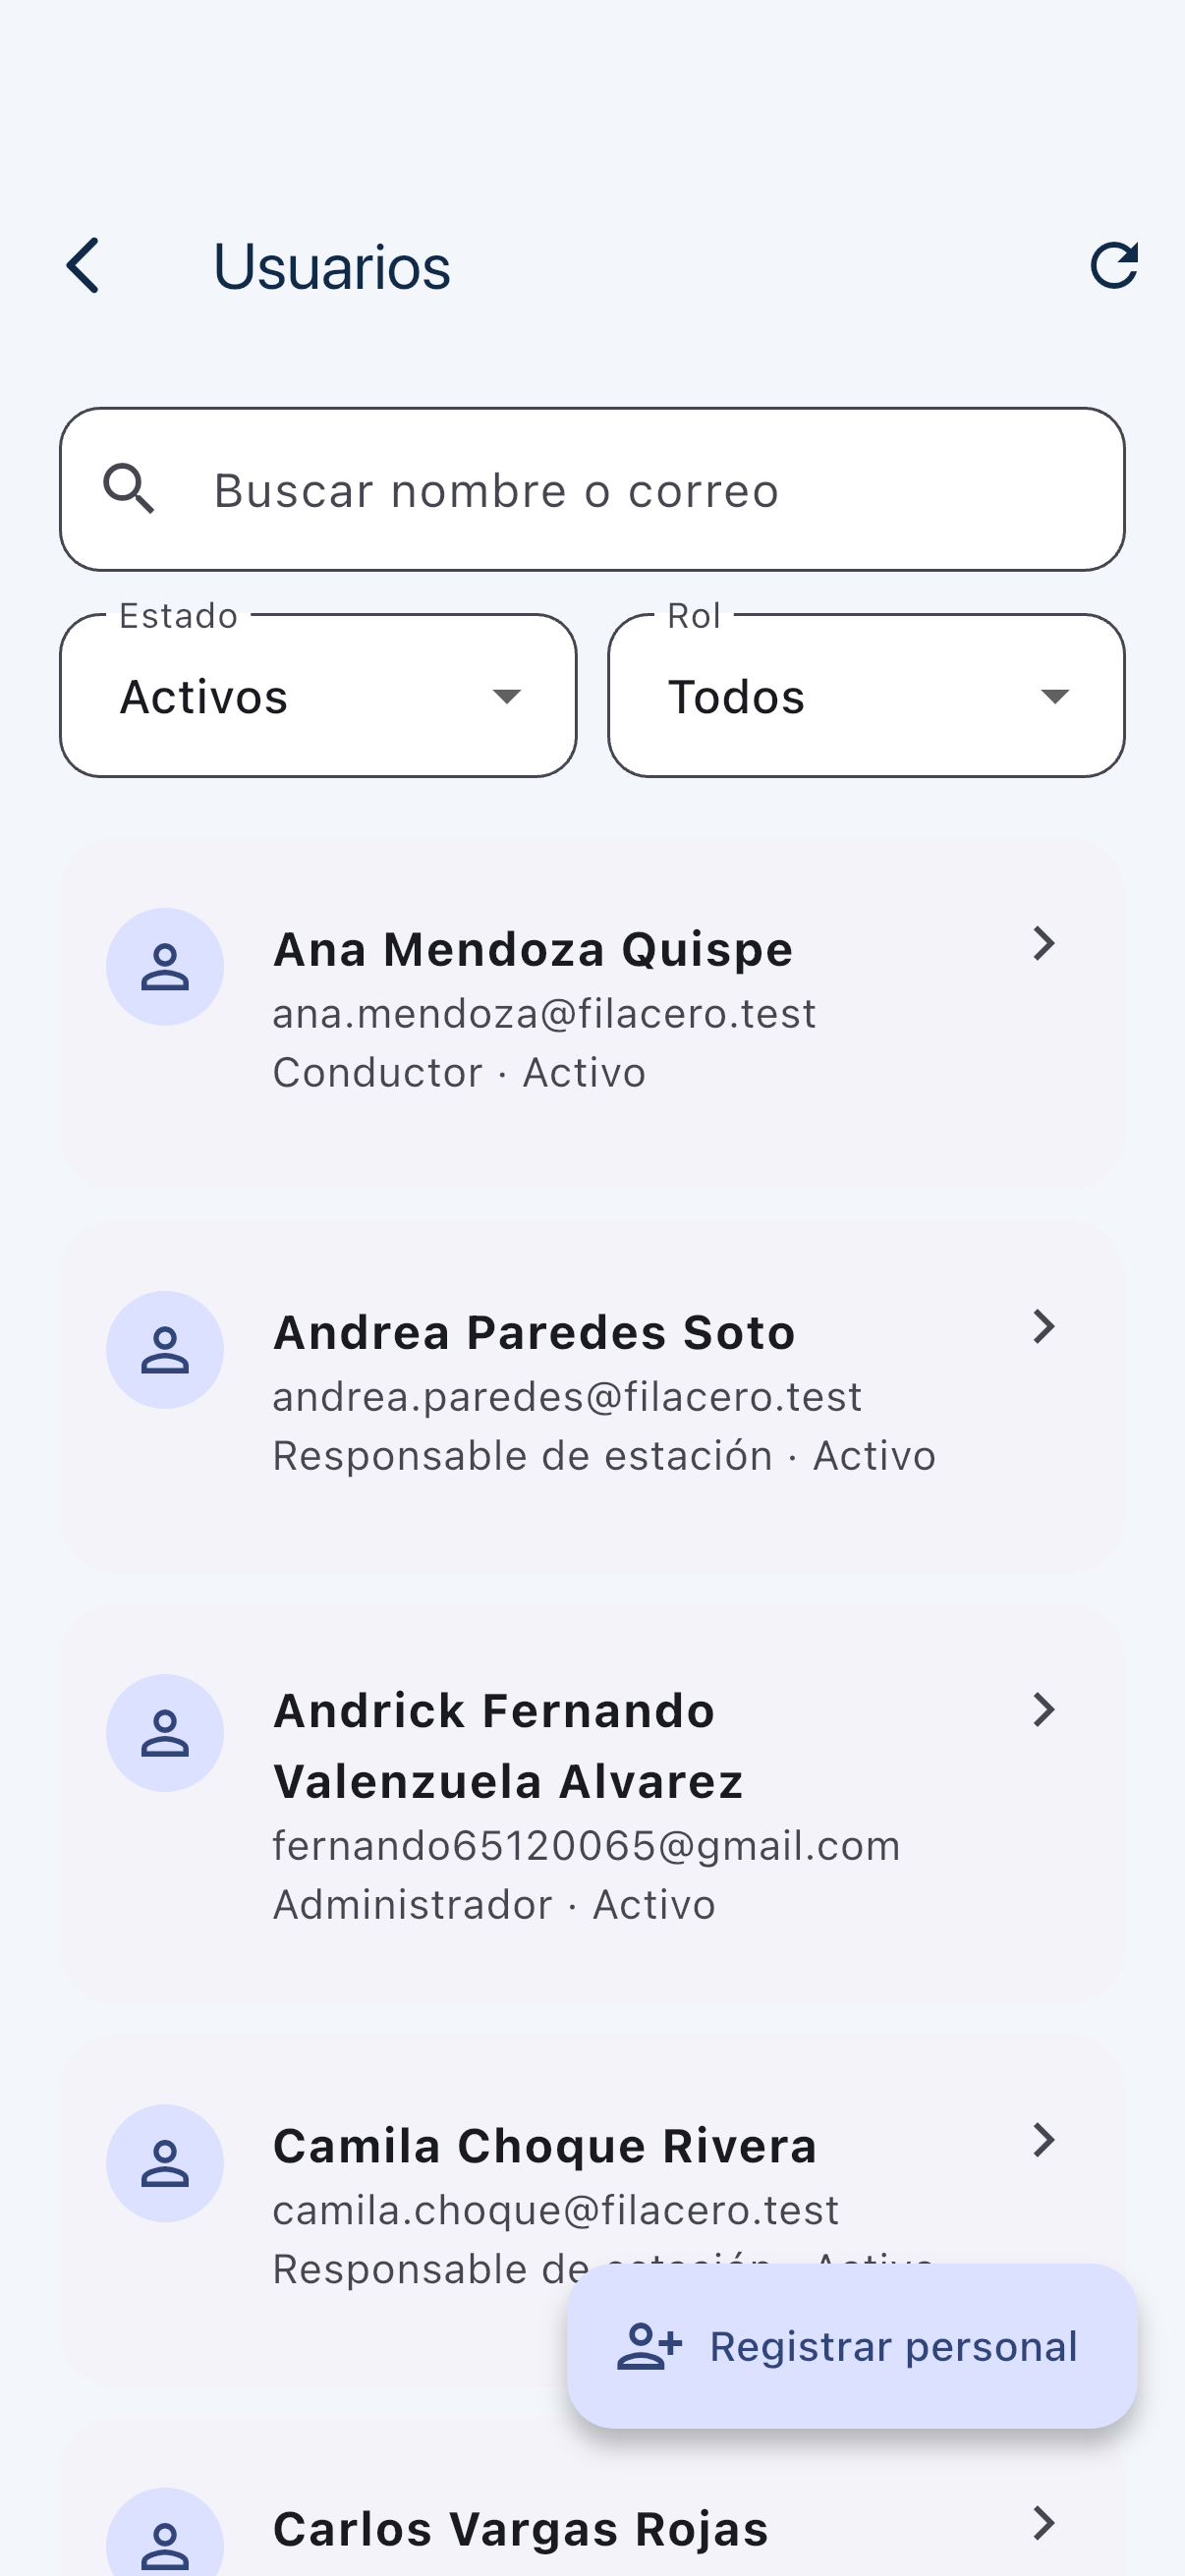 Usuarios
Buscar nombre o correo
Estado
Rol
Activos
Todos
Ana Mendoza Quispe
ana.mendoza@filacero.test
Conductor · Activo
Andrea Paredes Soto
andrea.paredes@filacero.test
Responsable de estación · Activo
Andrick Fernando
Valenzuela Alvarez
fernando65120065@gmail.com
Administrador · Activo
Camila Choque Rivera
camila.choque@filacero.test
Responsable de estación · Activo
Registrar personal
Carlos Vargas Rojas